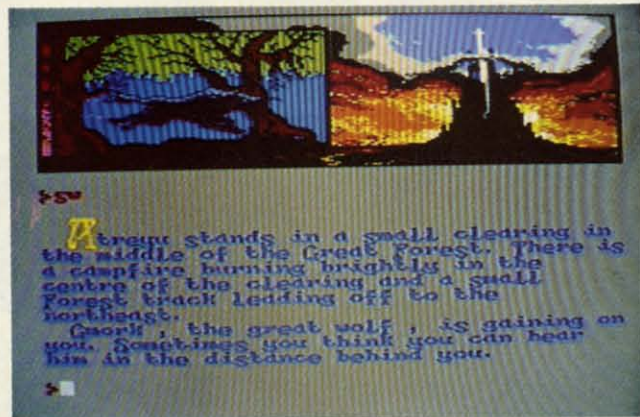 >sw
Atreyu stands in a small clearing in
the middle of the Great Forest. There is
a campfire burning brightly in the
centre of the clearing and a small
Forest track leading off to the
northeast.
Gmork , the great wolf , is gaining on
you. Sometimes you think you can hear
him in the distance behind you.
>